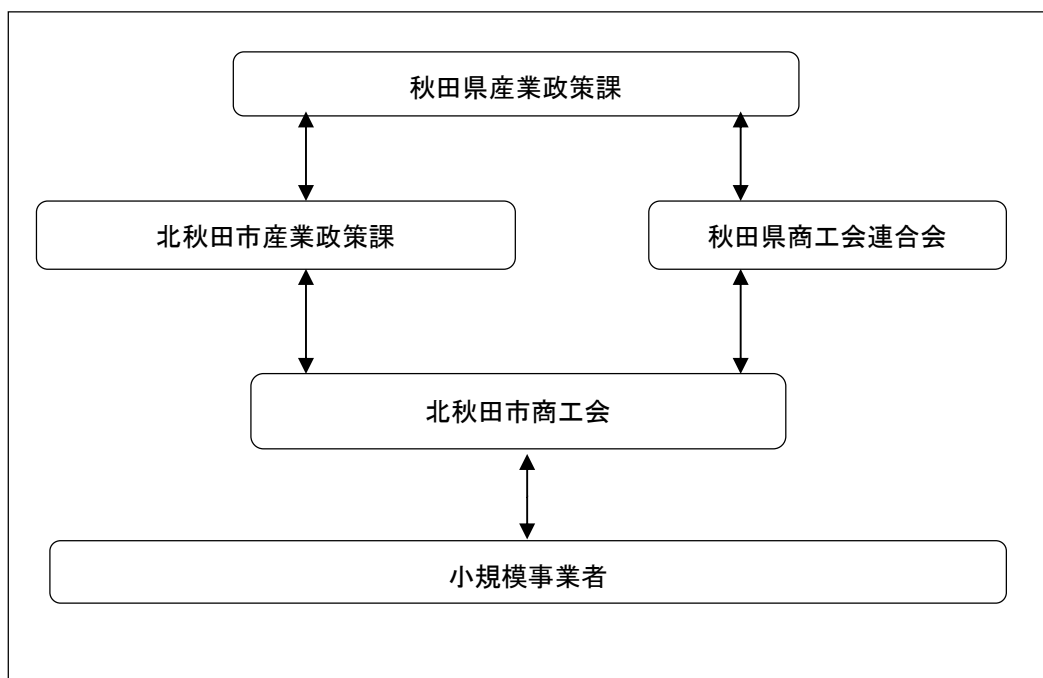 秋田県産業政策課
北秋田市産業政策課
秋田県商工会連合会
北秋田市商工会
小規模事業者